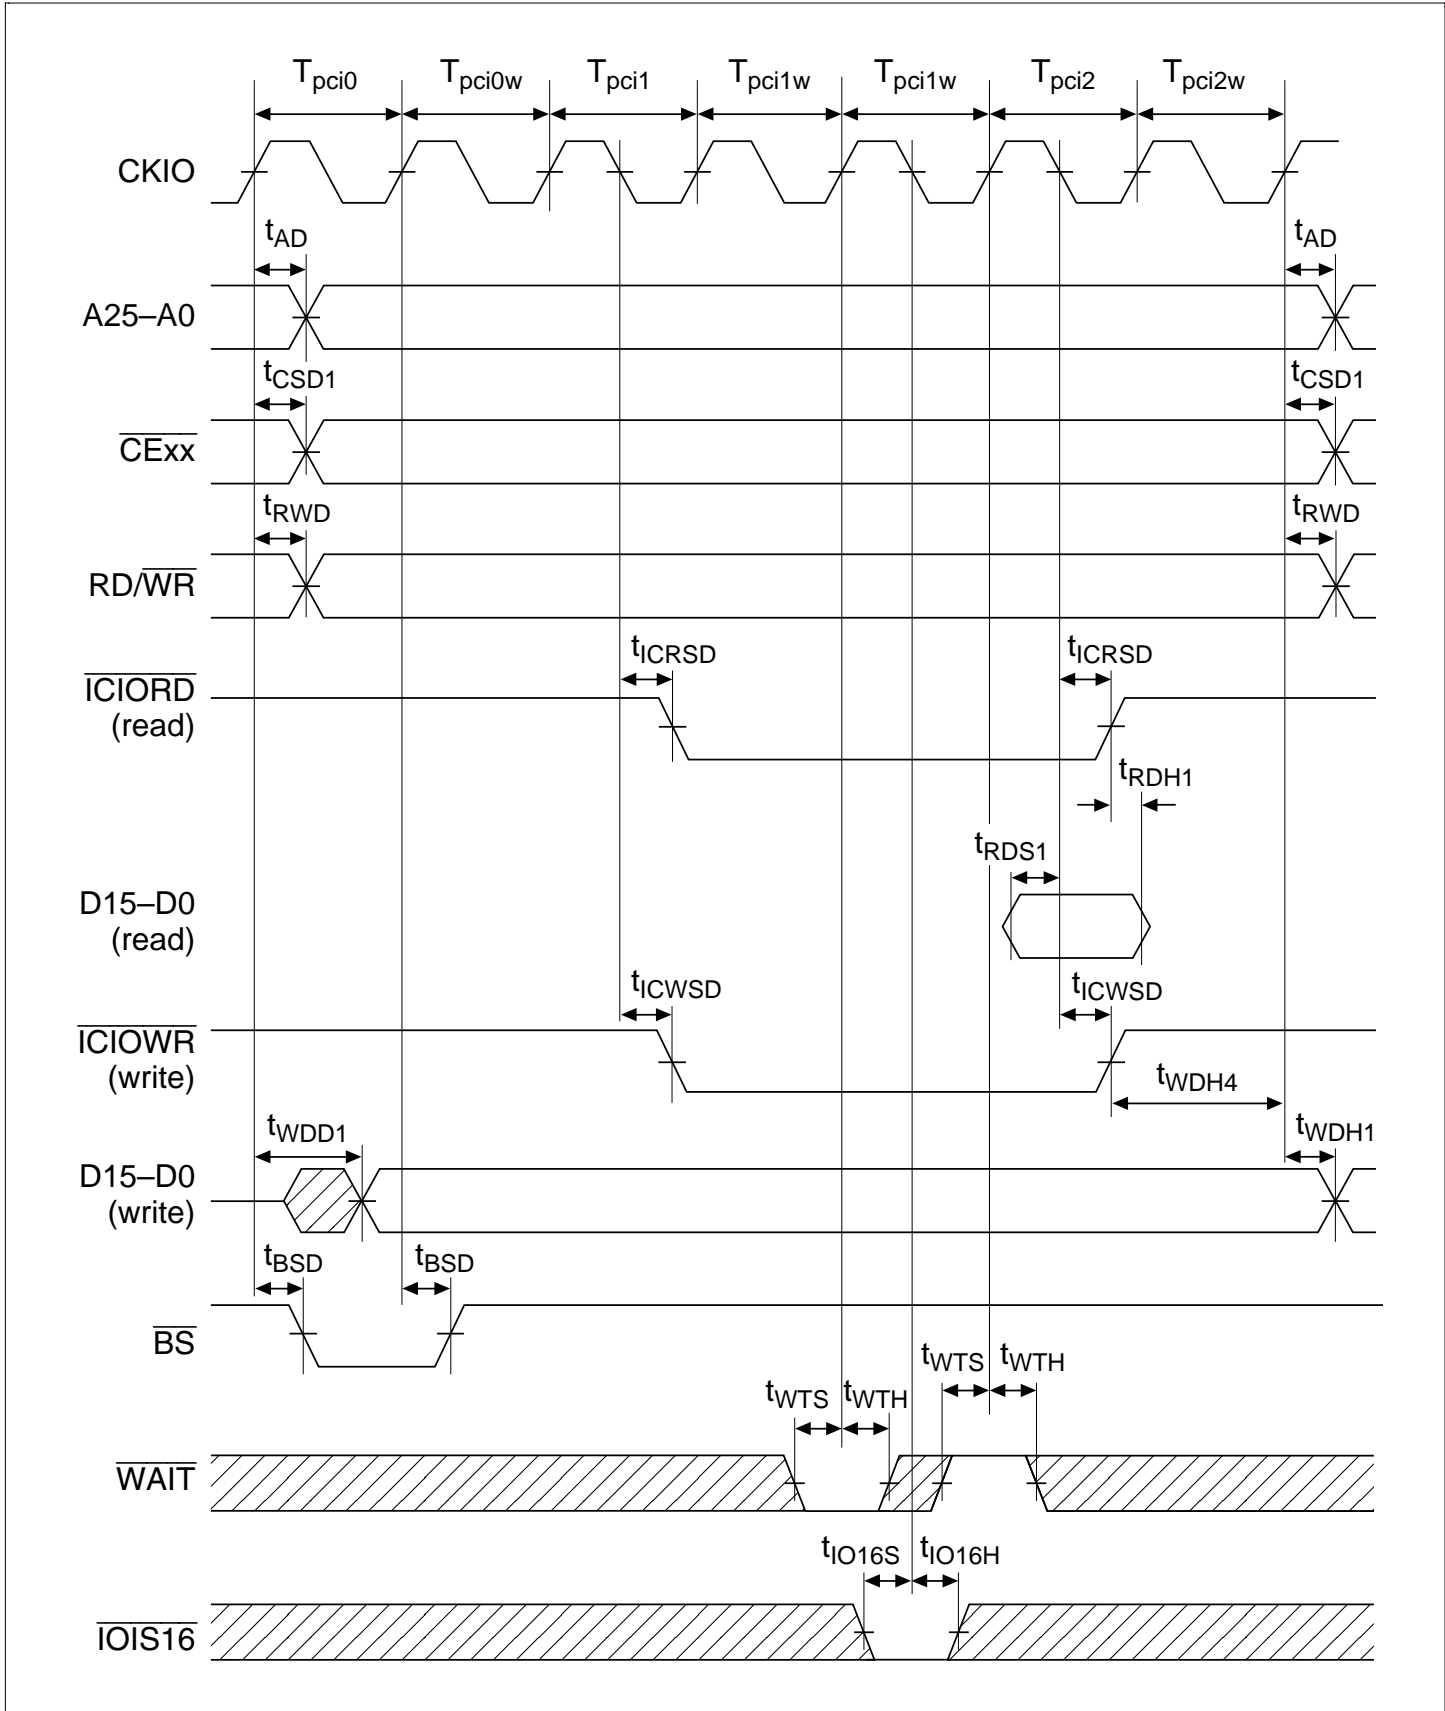 Tpci0 Tpci0w Tpci1 Tpci1w Tpci1w Tpci2 Tpci2w
CKIO
tAD tAD
A25–A0
tCSD1 tCSD1
CExx
tRWD tRWD
RD/WR
tICRSD tICRSD
ICIORD
(read)
tRDH1
tRDS1
D15–D0
(read)
tICWSD tICWSD
ICIOWR
(write)
tWDH4
tWDD1 tWDH1
D15–D0
(write)
tBSD tBSD
BS
tWTS tWTH
tWTS tWTH
WAIT
tIO16S tIO16H
IOIS16